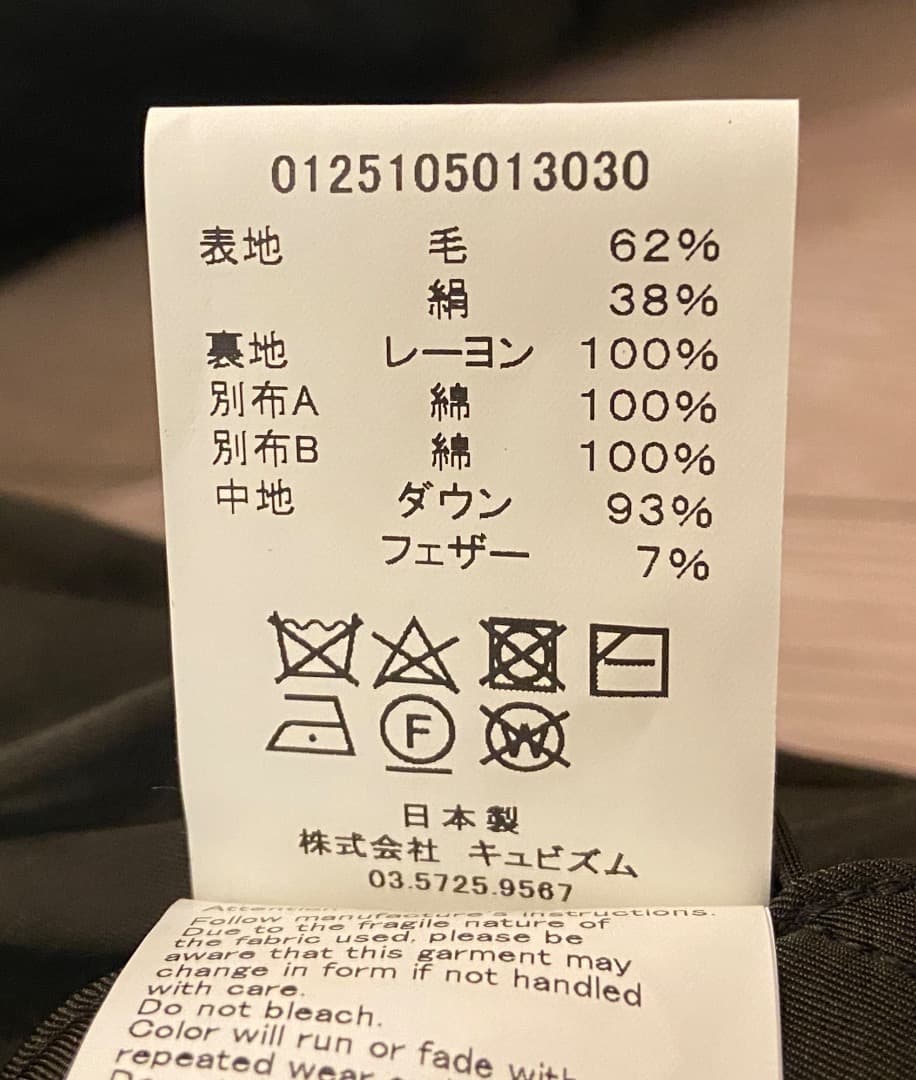 0125105013030
表地 毛 62%
絹 38%
裏地 レーヨン 100%
別布A 綿 100%
別布B 綿 100%
中地 ダウン 93%
フェザー 7%
F
W
日本製
株式会社 キュビズム
03.5725.9567
Follow manufacture's instructions.
Due to the fragile nature of
the fabric used, please be
aware that this garment may
change in form if not handled
with care.
Do not bleach.
Color will run or fade with
repeated wear